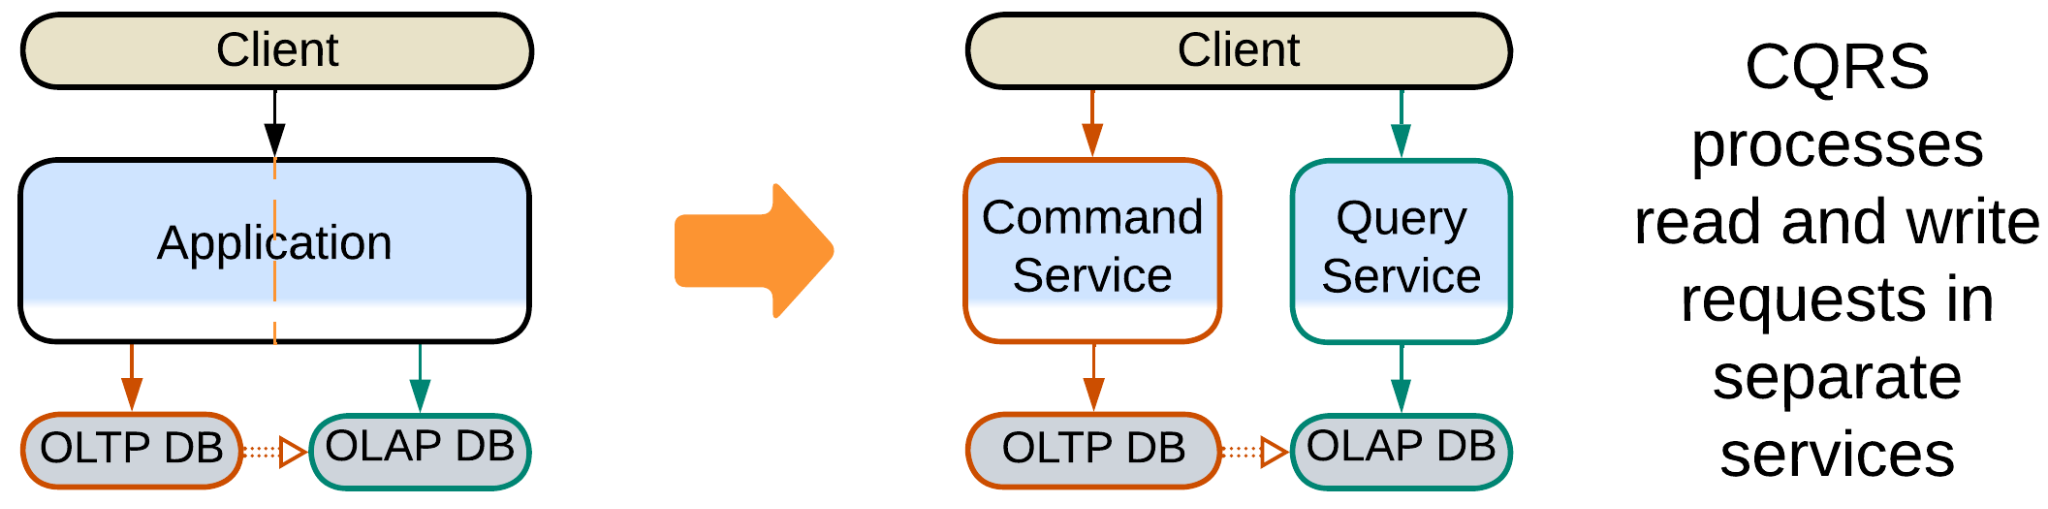 Client
Application
OLTP DB
OLAP DB
Client
Command
Service
Query
Service
OLTP DB
OLAP DB
CQRS
processes
read and write
requests in
separate
services